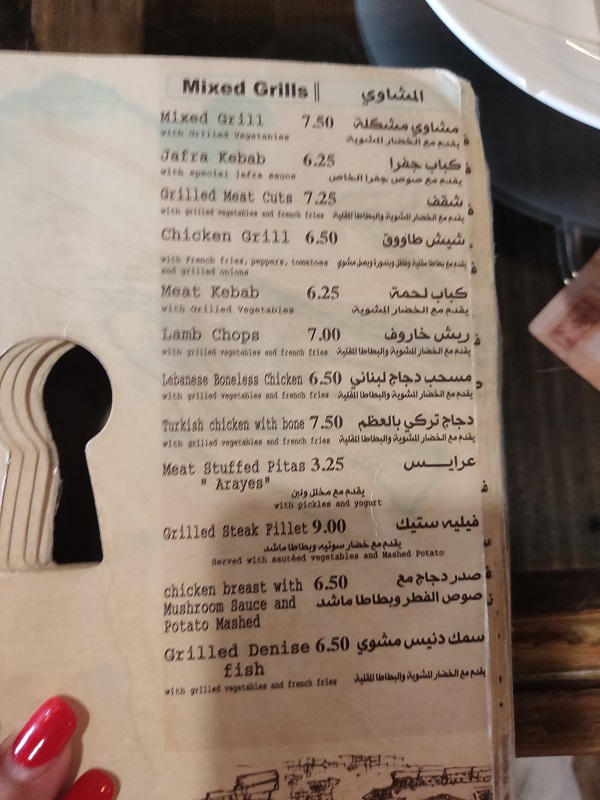 Mixed Grills || المشاوي
Mixed Grill 7.50 مشاوي مشكلة
with Grilled Vegetables يقدم مع الخضار المشوية
Jafra Kebab 6.25 كباب جفرا
with special jafra sauce يقدم مع صوص جفرا الخاص
Grilled Meat Cuts 7.25 شقف
with grilled vegetables and french fries يقدم مع الخضار المشوية والبطاطا المقلية
Chicken Grill 6.50 شيش طاووق
with French fries, peppers, tomatoes يقدم مع بطاطا مقلية وفلفل وبندورة وبصل مشوي
and grilled onions
Meat Kebab 6.25 كباب لحمة
with Grilled Vegetables يقدم مع الخضار المشوية
Lamb Chops 7.00 ريش خاروف
with grilled vegetables and french fries يقدم مع الخضار المشوية والبطاطا المقلية
Lebanese Boneless Chicken 6.50 مسحب دجاج لبناني
with grilled vegetables and french fries يقدم مع الخضار المشوية والبطاطا المقلية
Turkish chicken with bone 7.50 دجاج تركي بالعظم
with grilled vegetables and french fries يقدم مع الخضار المشوية والبطاطا المقلية
Meat Stuffed Pitas 3.25 عرايـــس
" Arayes"
يقدم مع مخلل ولبن
with pickles and yogurt
Grilled Steak Fillet 9.00 فيليه ستيك
يقدم مع خضار سوتيه وبطاطا ماشد
Served with sautéed vegetables and Mashed Potato
chicken breast with 6.50 صدر دجاج مع
Mushroom Sauce and صوص الفطر وبطاطا ماشد
Potato Mashed
Grilled Denise 6.50 سمك دنيس مشوي
fish
with grilled vegetables and french fries يقدم مع الخضار المشوية والبطاطا المقلية